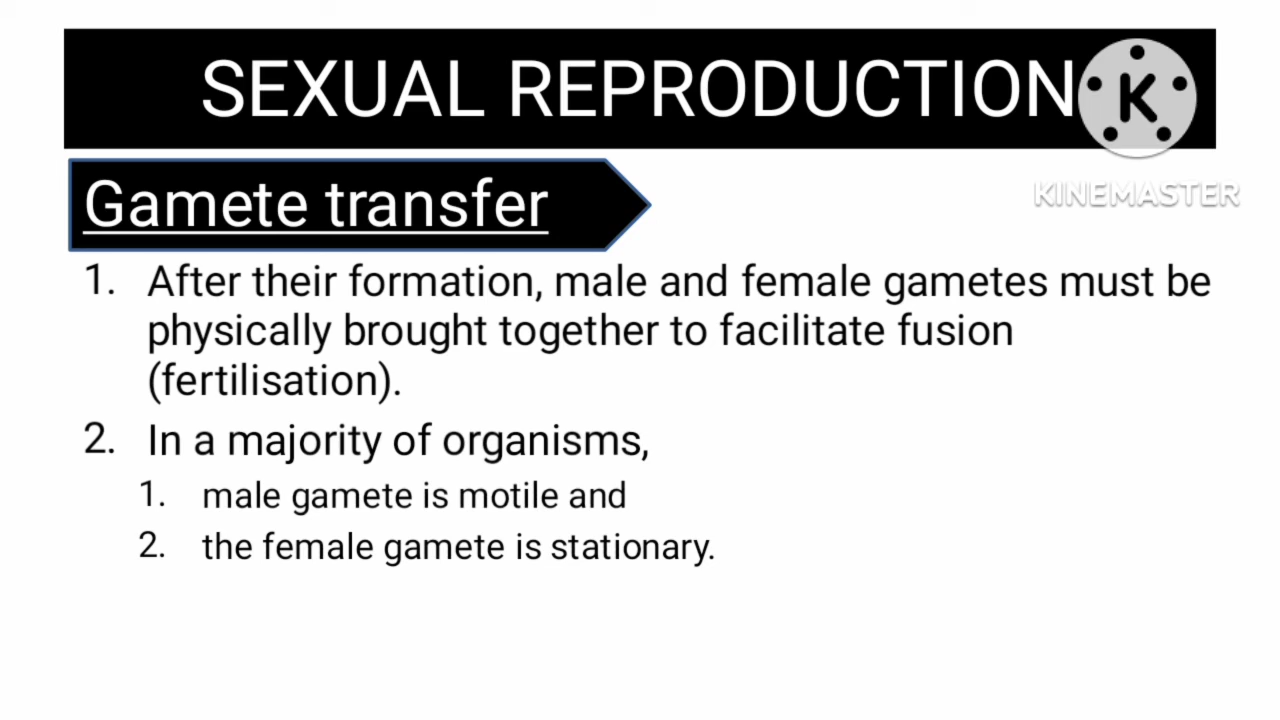 SEXUAL REPRODUCTION
K
KINEMASTER
Gamete transfer
1. After their formation, male and female gametes must be
physically brought together to facilitate fusion
(fertilisation).
2. In a majority of organisms,
1. male gamete is motile and
2. the female gamete is stationary.